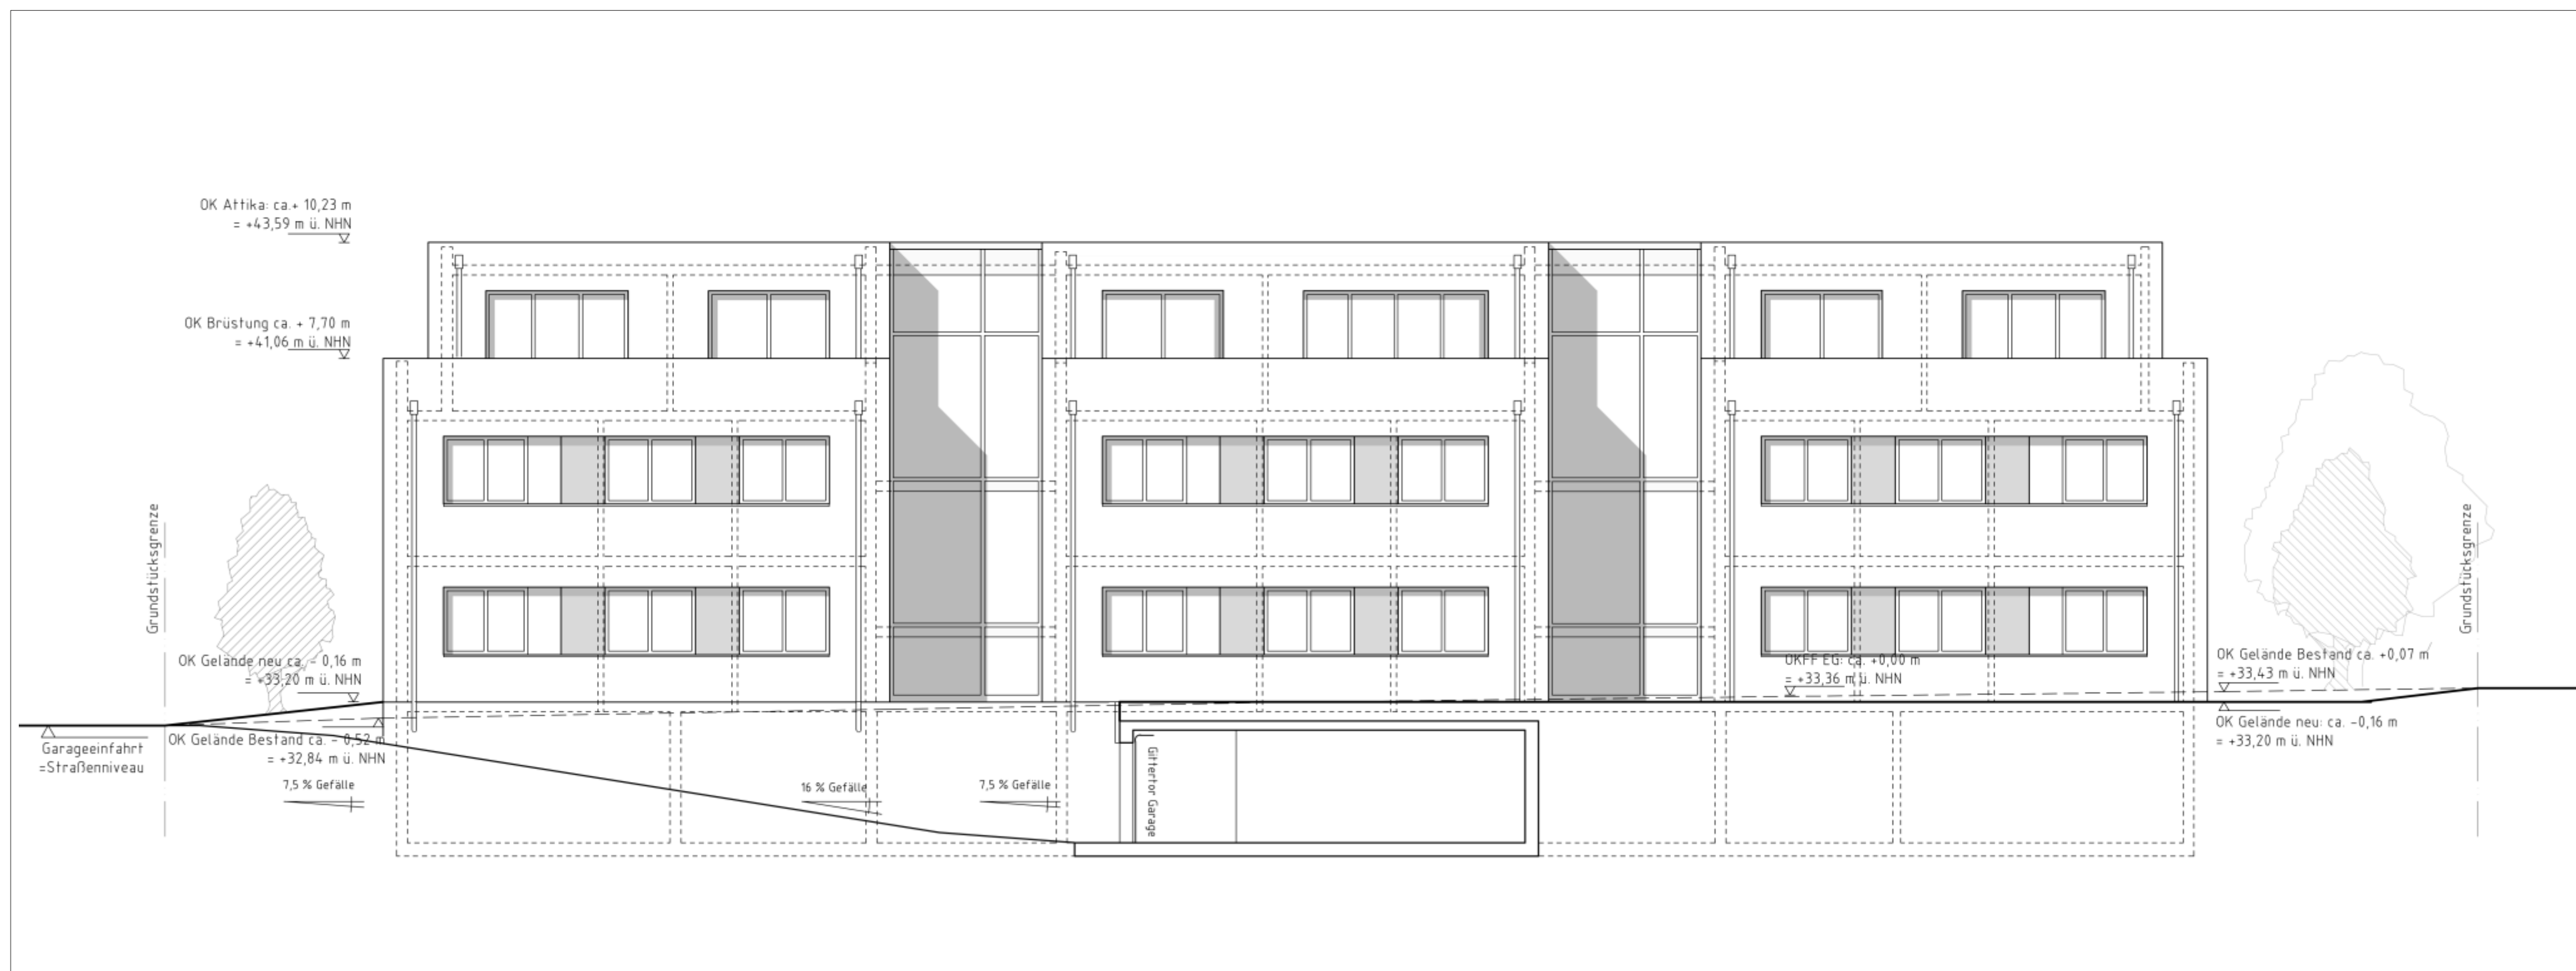 OK Attika: ca.+ 10,23 m
= +43,59 m ü. NHN
OK Brüstung ca. + 7,70 m
= +41,06 m ü. NHN
Grundstücksgrenze
Grundstücksgrenze
OK Gelände neu ca. - 0,16 m
= +33,20 m ü. NHN
OKFF EG: ca. +0,00 m
= +33,36 m ü. NHN
OK Gelände Bestand ca. +0,07 m
= +33,43 m ü. NHN
OK Gelände neu: ca. -0,16 m
= +33,20 m ü. NHN
Garageeinfahrt
=Straßenniveau
OK Gelände Bestand ca. - 0,52 m
= +32,84 m ü. NHN
7,5 % Gefälle
16 % Gefälle
7,5 % Gefälle
Gittertor Garage